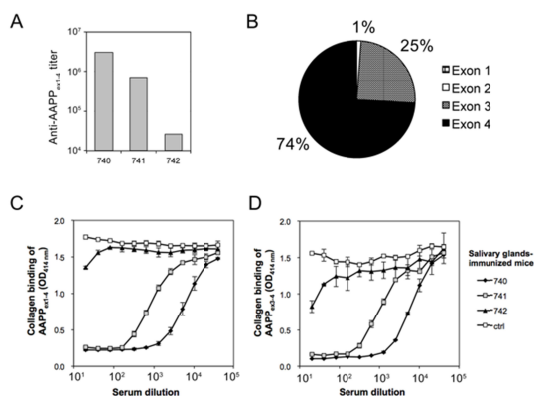 A
Anti-AAPPex1-4 titer
10^7
10^6
10^5
10^4
740 741 742
B
1%
25%
74%
Exon 1
Exon 2
Exon 3
Exon 4
C
Collagen binding of
AAPPex1-4 (OD414 nm)
2.0
1.5
1.0
0.5
0.0
10^1 10^2 10^3 10^4 10^5
Serum dilution
D
Collagen binding of
AAPPex3-4 (OD414 nm)
2.0
1.5
1.0
0.5
0.0
10^1 10^2 10^3 10^4 10^5
Serum dilution
Salivary glands-
immunized mice
740
741
742
ctrl